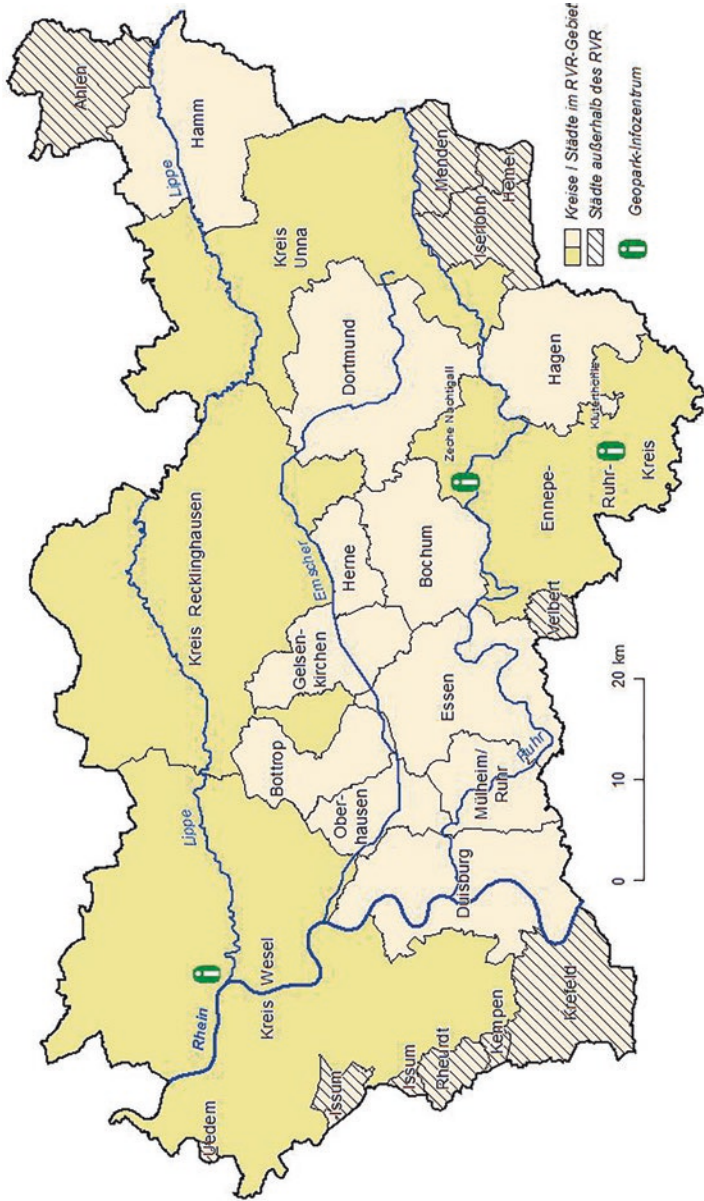 Ahlen
Lippe
Hamm
Kreis
Unna
Menden
Hemer
Iserlohn
Dortmund
Zeche Nachtigall
Hagen
Kluterthöhle
Kreis Recklinghausen
Emscher
Herne
Bochum
Ennepe-
Ruhr-
Kreis
Gelsen-
kirchen
Velbert
Essen
Bottrop
Ober-
hausen
Mülheim/
Ruhr
Ruhr
Lippe
Duisburg
Rhein
Kreis Wesel
Uedem
Issum
Issum
Rheurdt
Kempen
Krefeld
0 10 20 km
Kreise / Städte im RVR-Gebiet
Städte außerhalb des RVR
i Geopark-Infozentrum
i
i
i